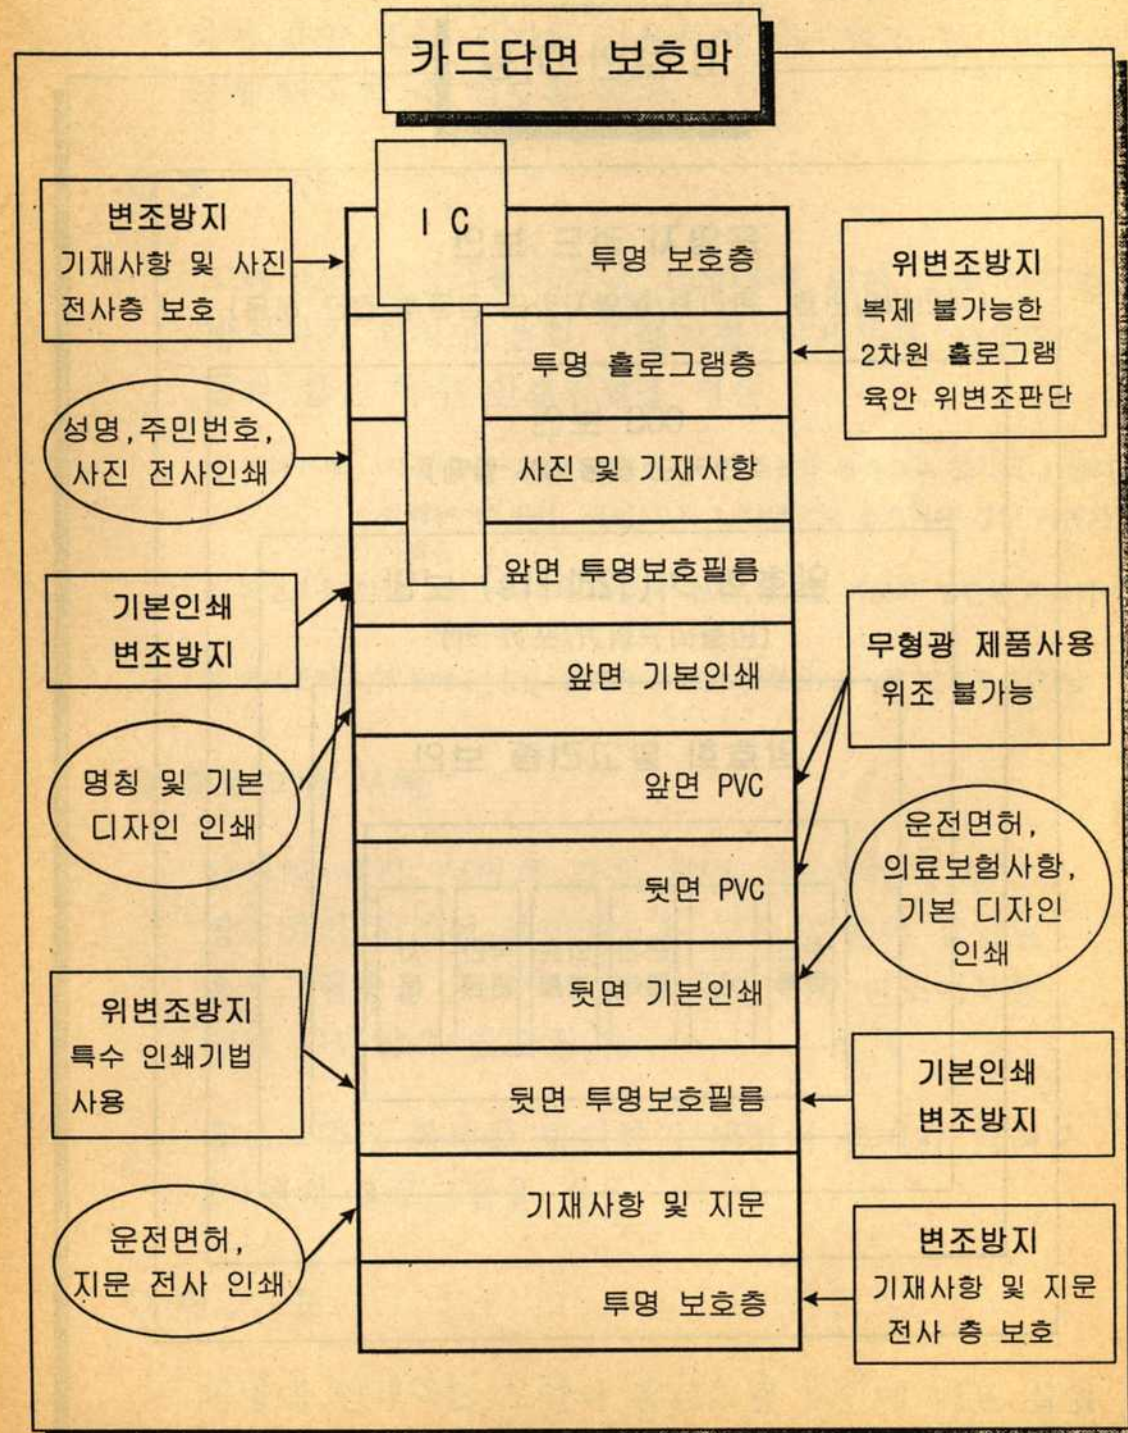 카드단면 보호막
I C
변조방지
기재사항 및 사진
전사층 보호
성명,주민번호,
사진 전사인쇄
기본인쇄
변조방지
명칭 및 기본
디자인 인쇄
위변조방지
특수 인쇄기법
사용
운전면허,
지문 전사 인쇄
투명 보호층
투명 홀로그램층
사진 및 기재사항
앞면 투명보호필름
앞면 기본인쇄
앞면 PVC
뒷면 PVC
뒷면 기본인쇄
뒷면 투명보호필름
기재사항 및 지문
투명 보호층
위변조방지
복제 불가능한
2차원 홀로그램
육안 위변조판단
무형광 제품사용
위조 불가능
운전면허,
의료보험사항,
기본 디자인
인쇄
기본인쇄
변조방지
변조방지
기재사항 및 지문
전사 층 보호